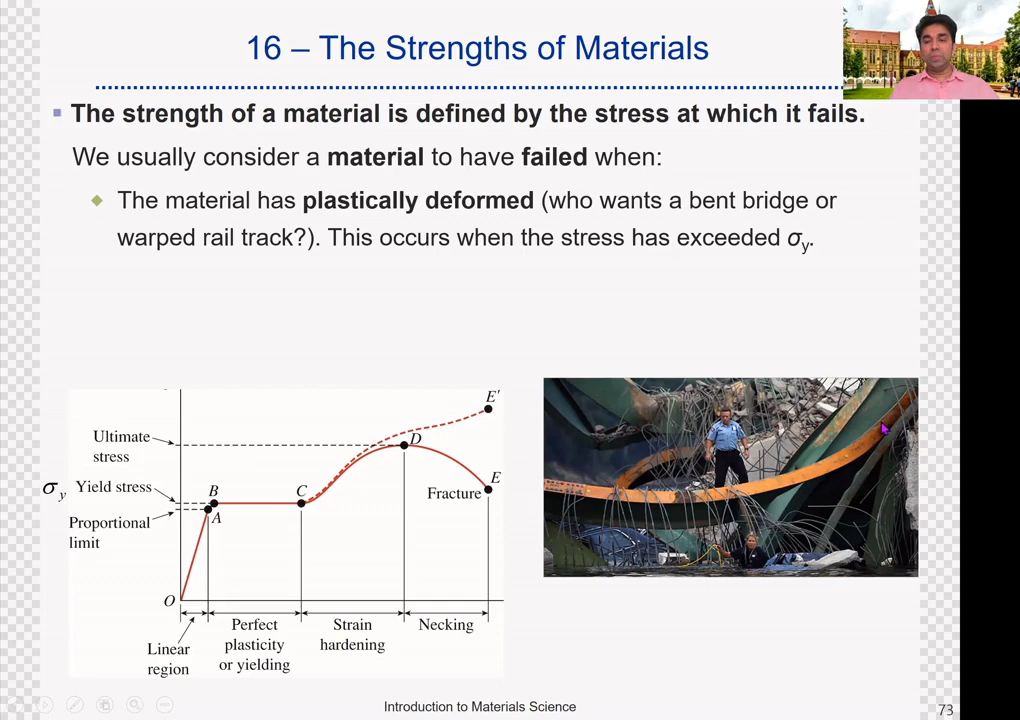 16 – The Strengths of Materials
The strength of a material is defined by the stress at which it fails.
We usually consider a material to have failed when:
The material has plastically deformed (who wants a bent bridge or
warped rail track?). This occurs when the stress has exceeded σy.
E'
Ultimate
stress
D
σy
Yield stress
B
C
E
Fracture
Proportional
limit
A
O
Perfect
plasticity
or yielding
Strain
hardening
Necking
Linear
region
Introduction to Materials Science
73